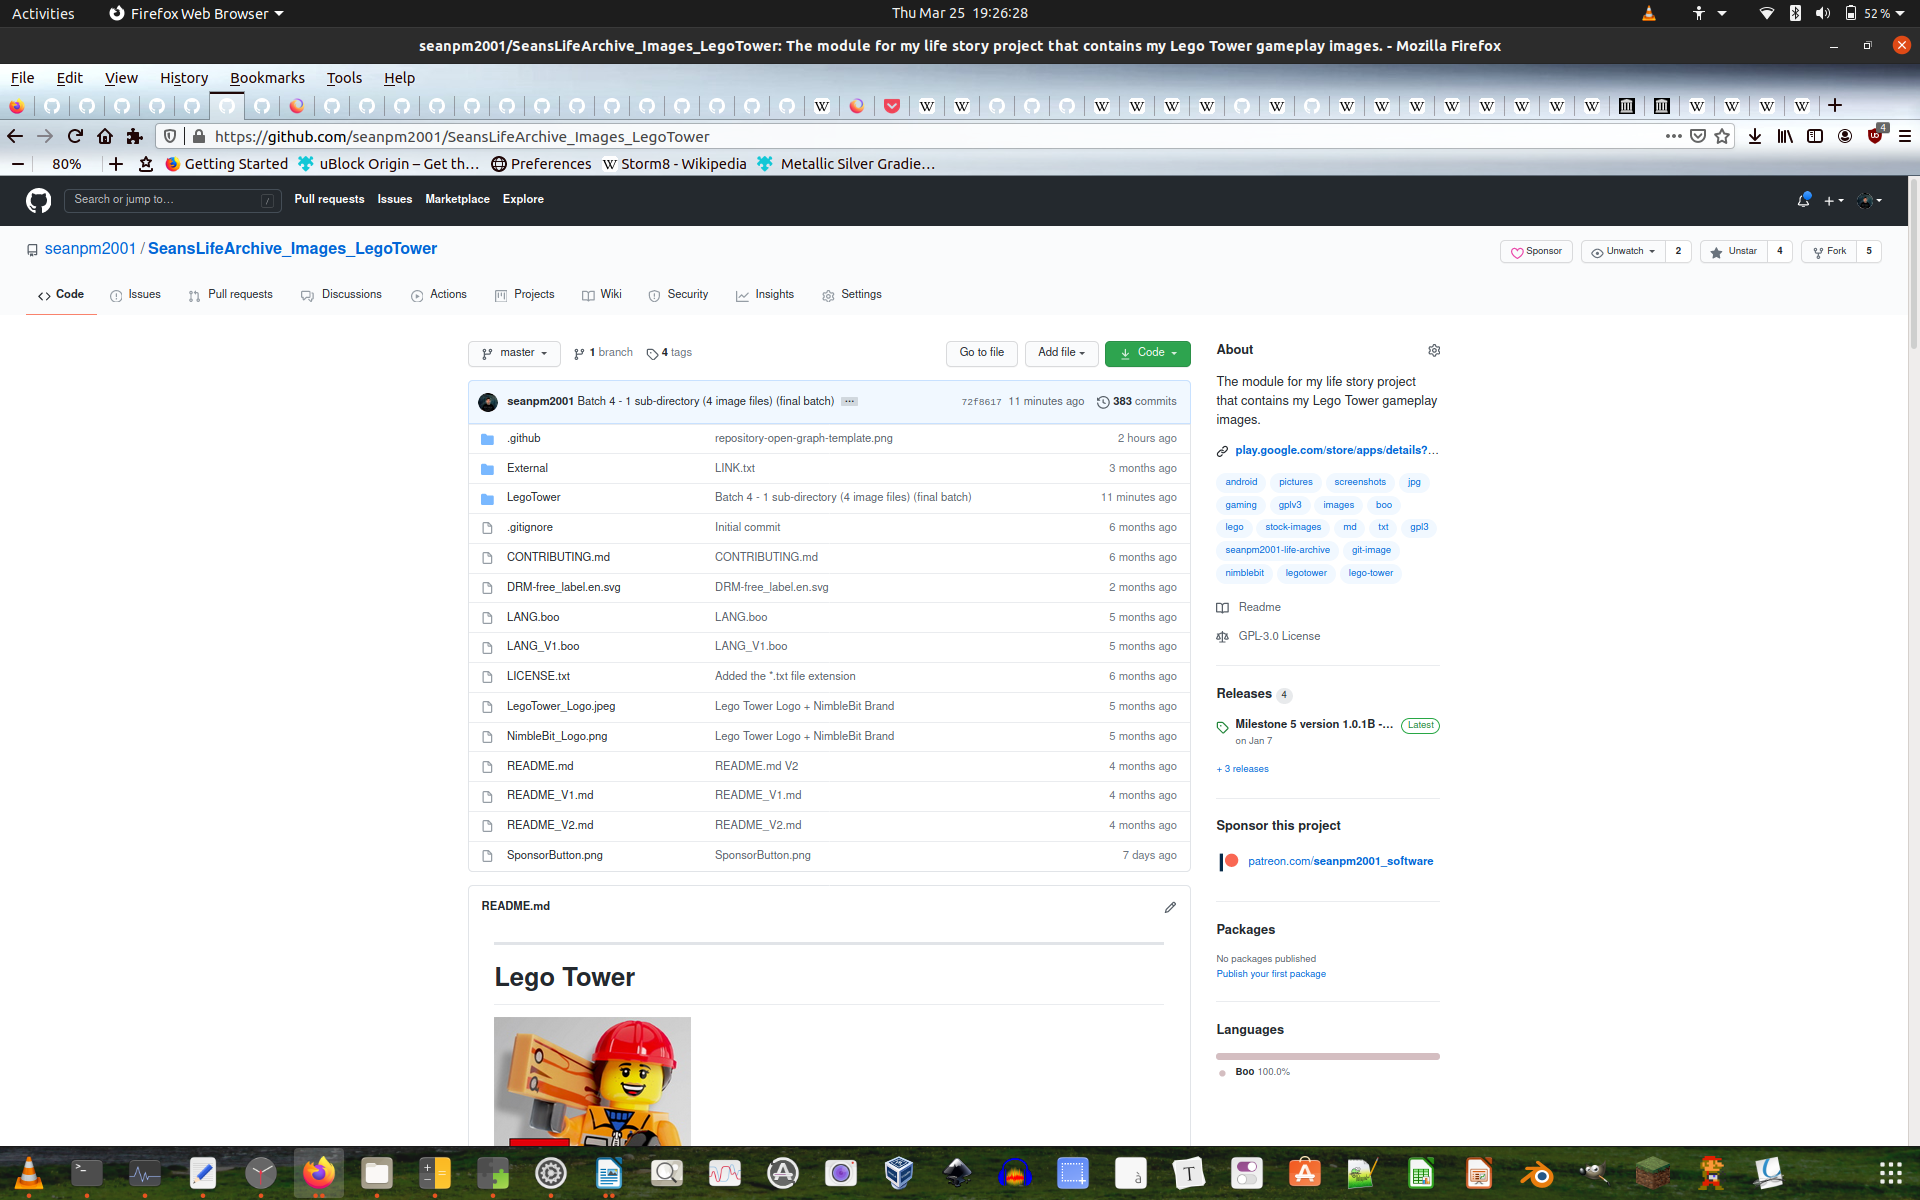 Activities
Firefox Web Browser
Thu Mar 25 19:26:28
52 %
seanpm2001/SeansLifeArchive_Images_LegoTower: The module for my life story project that contains my Lego Tower gameplay images. - Mozilla Firefox
File Edit View History Bookmarks Tools Help
https://github.com/seanpm2001/SeansLifeArchive_Images_LegoTower
4
80%
Getting Started
uBlock Origin – Get th…
Preferences
Storm8 - Wikipedia
Metallic Silver Gradie…
Search or jump to…
/
Pull requests
Issues
Marketplace
Explore
seanpm2001 / SeansLifeArchive_Images_LegoTower
Sponsor
Unwatch 2
Unstar 4
Fork 5
Code
Issues
Pull requests
Discussions
Actions
Projects
Wiki
Security
Insights
Settings
master
1 branch
4 tags
Go to file
Add file
Code
seanpm2001 Batch 4 - 1 sub-directory (4 image files) (final batch) ...
72f8617 11 minutes ago
383 commits
.github repository-open-graph-template.png 2 hours ago
External LINK.txt 3 months ago
LegoTower Batch 4 - 1 sub-directory (4 image files) (final batch) 11 minutes ago
.gitignore Initial commit 6 months ago
CONTRIBUTING.md CONTRIBUTING.md 6 months ago
DRM-free_label.en.svg DRM-free_label.en.svg 2 months ago
LANG.boo LANG.boo 5 months ago
LANG_V1.boo LANG_V1.boo 5 months ago
LICENSE.txt Added the *.txt file extension 6 months ago
LegoTower_Logo.jpeg Lego Tower Logo + NimbleBit Brand 5 months ago
NimbleBit_Logo.png Lego Tower Logo + NimbleBit Brand 5 months ago
README.md README.md V2 4 months ago
README_V1.md README_V1.md 4 months ago
README_V2.md README_V2.md 4 months ago
SponsorButton.png SponsorButton.png 7 days ago
README.md
Lego Tower
About
The module for my life story project
that contains my Lego Tower gameplay
images.
play.google.com/store/apps/details?…
android pictures screenshots jpg
gaming gplv3 images boo
lego stock-images md txt gpl3
seanpm2001-life-archive git-image
nimblebit legotower lego-tower
Readme
GPL-3.0 License
Releases 4
Milestone 5 version 1.0.1B -… Latest
on Jan 7
+ 3 releases
Sponsor this project
patreon.com/seanpm2001_software
Packages
No packages published
Publish your first package
Languages
Boo 100.0%